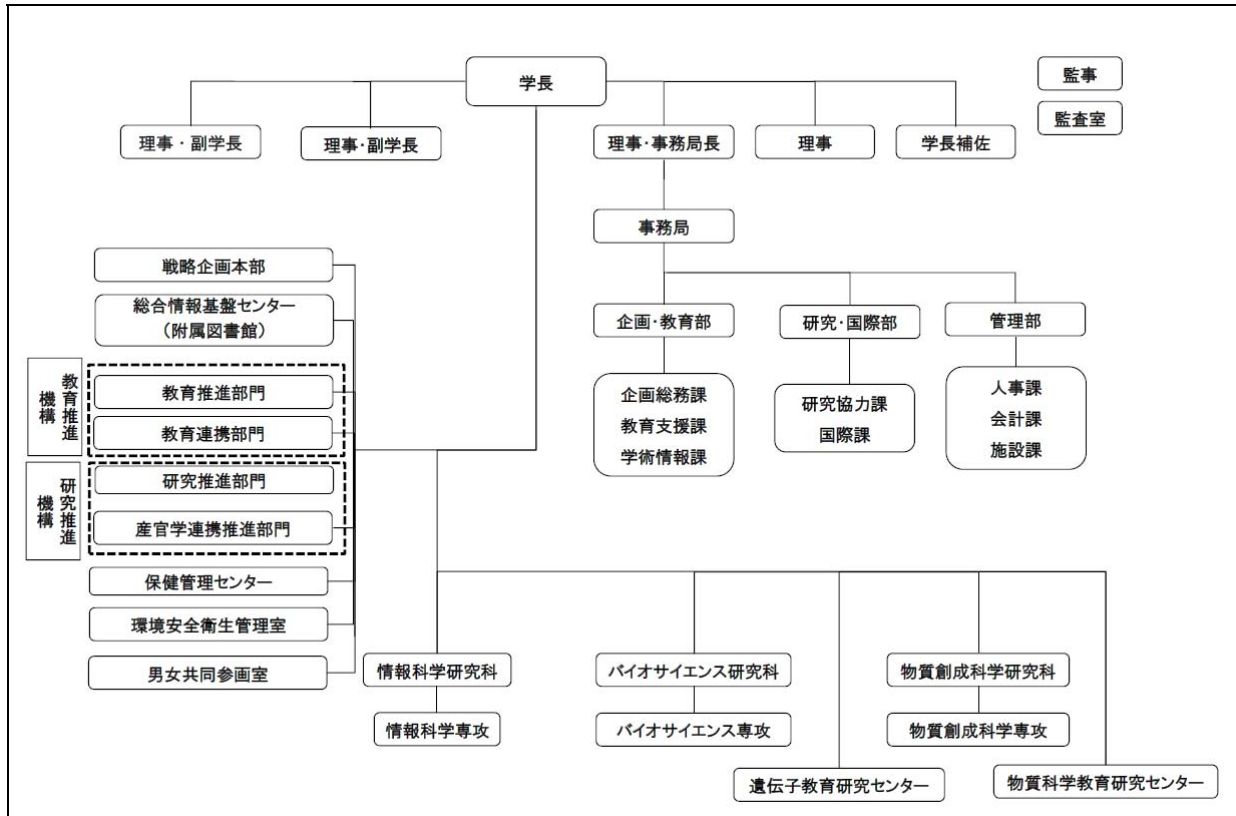 学長
監事
監査室
理事・副学長
理事・副学長
理事・事務局長
理事
学長補佐
事務局
戦略企画本部
総合情報基盤センター
（附属図書館）
企画・教育部
研究・国際部
管理部
教育推進
機構
教育推進部門
教育連携部門
企画総務課
教育支援課
学術情報課
研究協力課
国際課
人事課
会計課
施設課
研究推進
機構
研究推進部門
産官学連携推進部門
保健管理センター
環境安全衛生管理室
男女共同参画室
情報科学研究科
バイオサイエンス研究科
物質創成科学研究科
情報科学専攻
バイオサイエンス専攻
物質創成科学専攻
遺伝子教育研究センター
物質科学教育研究センター